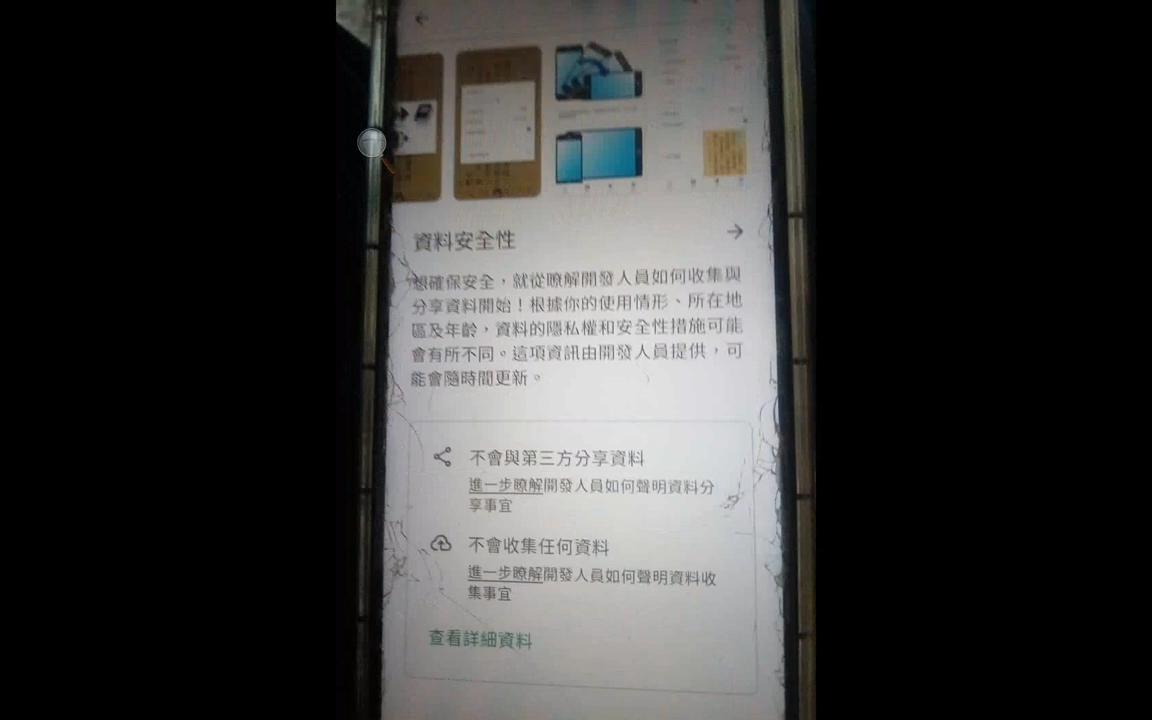 資料安全性
想確保安全，就從瞭解開發人員如何收集與
分享資料開始！根據你的使用情形、所在地
區及年齡，資料的隱私權和安全性措施可能
會有所不同。這項資訊由開發人員提供，可
能會隨時間更新。
不會與第三方分享資料
進一步瞭解開發人員如何聲明資料分
享事宜
不會收集任何資料
進一步瞭解開發人員如何聲明資料收
集事宜
查看詳細資料